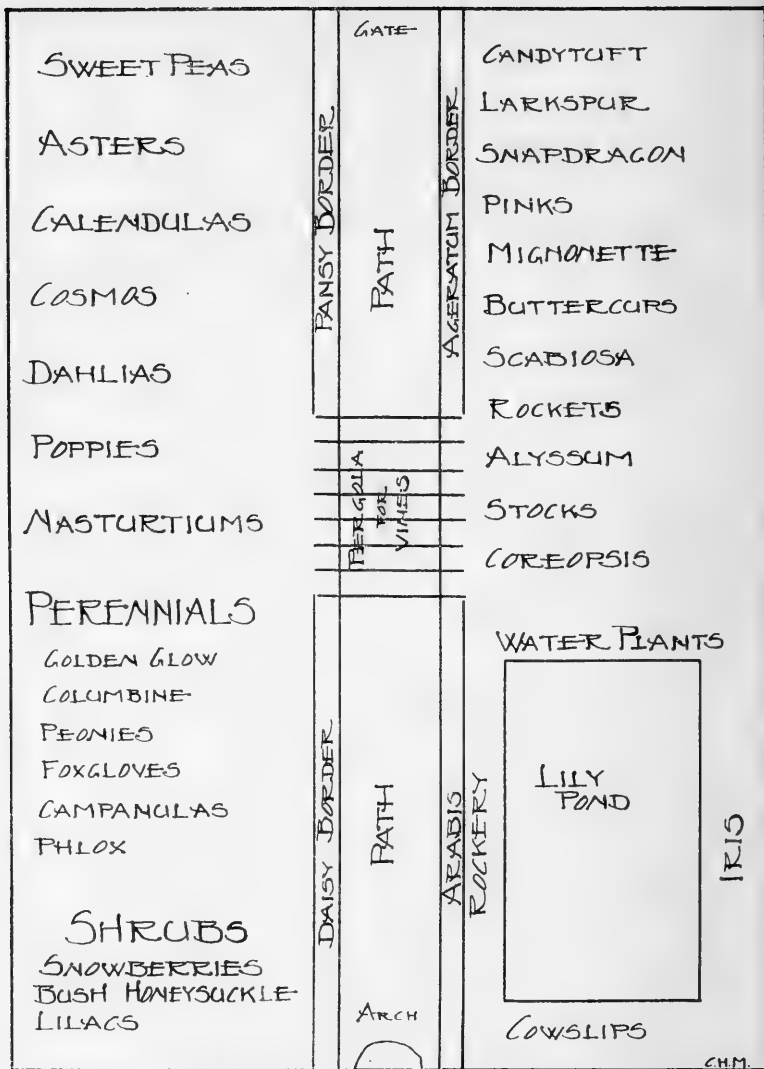 SWEET PEAS
ASTERS
CALENDULAS
COSMOS
DAHLIAS
POPPIES
NASTURTIUMS
PERENNIALS
GOLDEN GLOW
COLUMBINE
PEONIES
FOXGLOVES
CAMPANULAS
PHLOX
SHRUBS
SNOWBERRIES
BUSH HONEYSUCKLE
LILACS
PANSY BORDER
DAISY BORDER
GATE
PATH
PERGOLA
FOR
VINES
PATH
ARCH
AGERATUM BORDER
ARABIS
ROCKERY
CANDYTUFT
LARKSPUR
SNAPDRAGON
PINKS
MIGNONETTE
BUTTERCUPS
SCABIOSA
ROCKETS
ALYSSUM
STOCKS
COREOPSIS
WATER PLANTS
LILY
POND
IRIS
COWSLIPS
C.H.M.